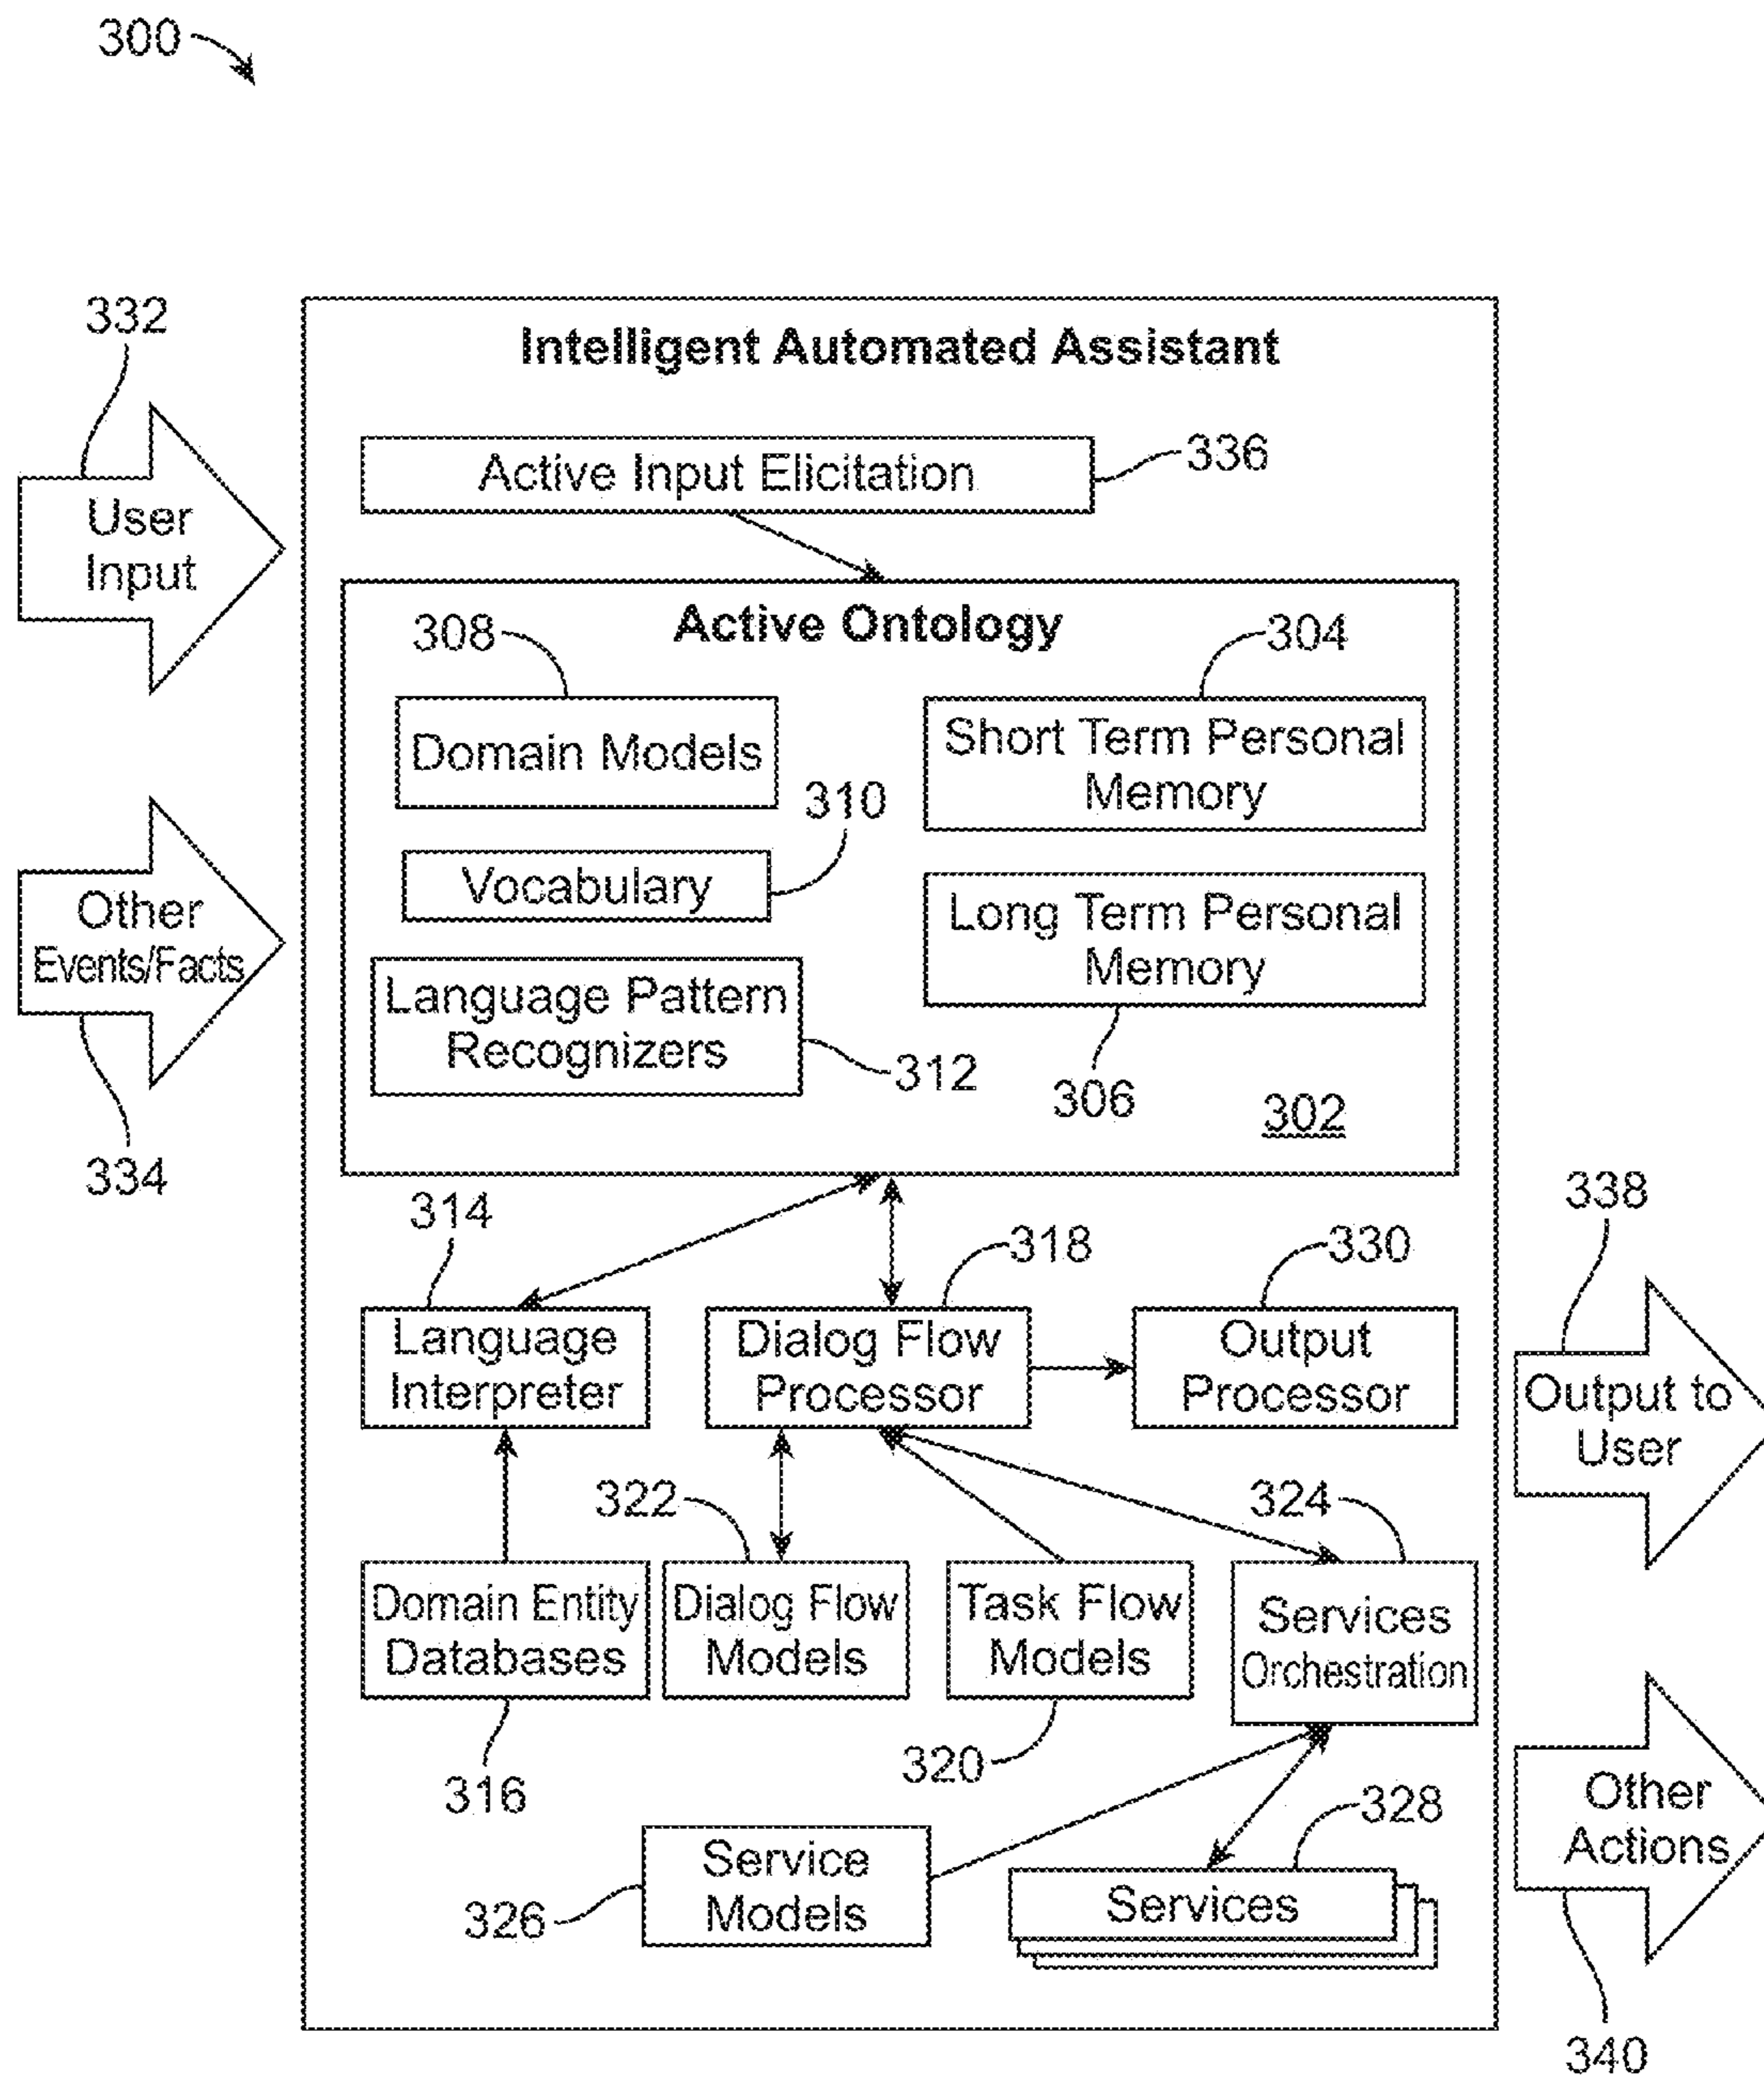 300
332
Intelligent Automated Assistant
Active Input Elicitation
336
User
Input
Active Ontology
308
304
Domain Models
Short Term Personal
Memory
310
Vocabulary
Long Term Personal
Memory
Other
Events/Facts
Language Pattern
Recognizers
312
306
302
334
314
338
318
330
Language
Interpreter
Dialog Flow
Processor
Output
Processor
Output to
User
322
324
Domain Entity
Databases
Dialog Flow
Models
Task Flow
Models
Services
Orchestration
316
320
Other
Actions
328
Service
Models
326
Services
340